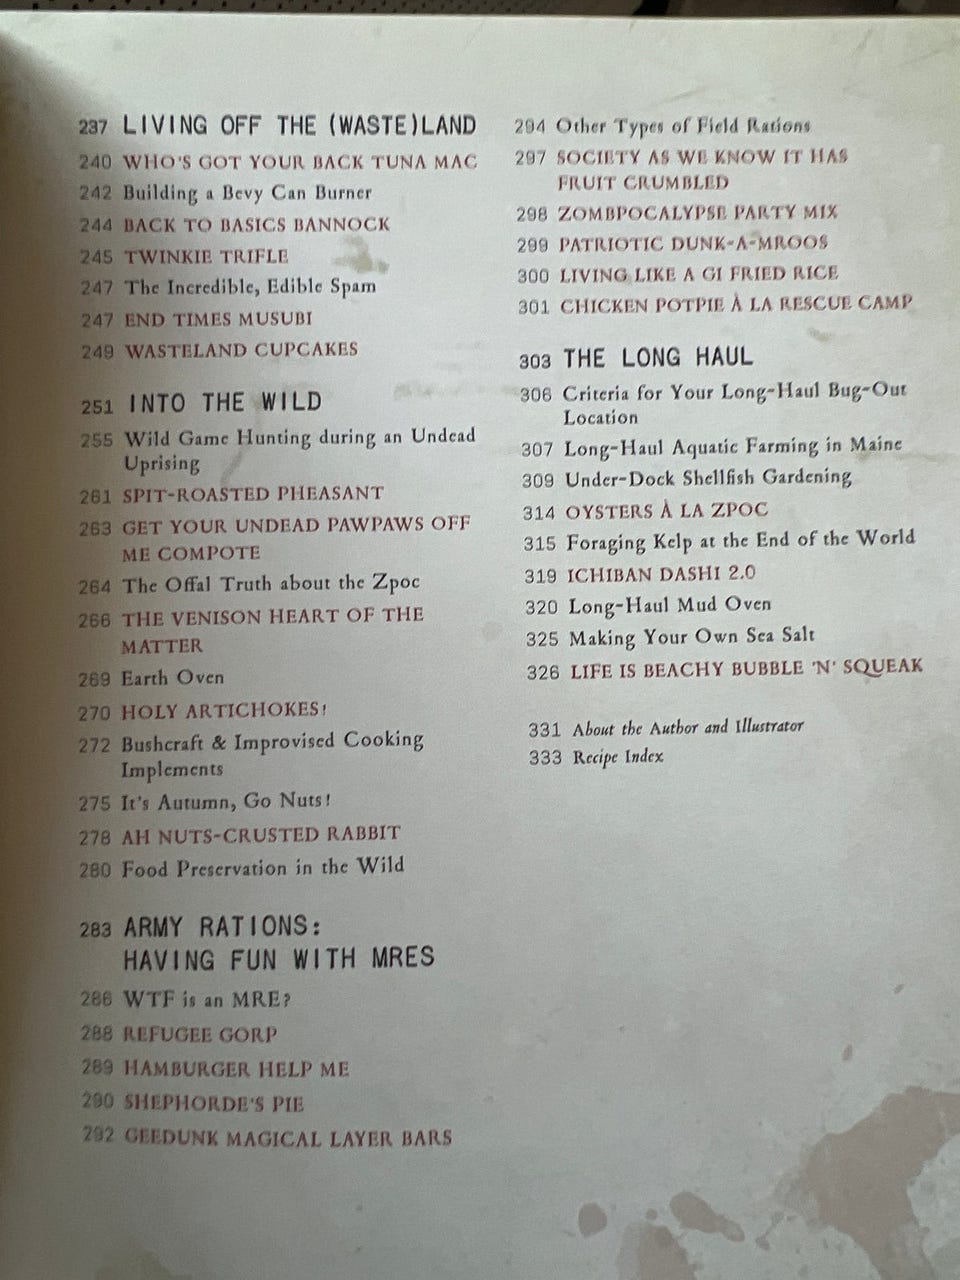 237 LIVING OFF THE (WASTE)LAND
240 WHO'S GOT YOUR BACK TUNA MAC
242 Building a Bevy Can Burner
244 BACK TO BASICS BANNOCK
245 TWINKIE TRIFLE
247 The Incredible, Edible Spam
247 END TIMES MUSUBI
249 WASTELAND CUPCAKES
251 INTO THE WILD
255 Wild Game Hunting during an Undead
Uprising
261 SPIT-ROASTED PHEASANT
263 GET YOUR UNDEAD PAWPAWS OFF
ME COMPOTE
264 The Offal Truth about the Zpoc
266 THE VENISON HEART OF THE
MATTER
269 Earth Oven
270 HOLY ARTICHOKES!
272 Bushcraft & Improvised Cooking
Implements
275 It's Autumn, Go Nuts!
278 AH NUTS-CRUSTED RABBIT
280 Food Preservation in the Wild
283 ARMY RATIONS:
HAVING FUN WITH MRES
286 WTF is an MRE?
288 REFUGEE GORP
289 HAMBURGER HELP ME
290 SHEPHORDE'S PIE
292 GEEDUNK MAGICAL LAYER BARS
294 Other Types of Field Rations
297 SOCIETY AS WE KNOW IT HAS
FRUIT CRUMBLED
298 ZOMBPOCALYPSE PARTY MIX
299 PATRIOTIC DUNK-A-MROOS
300 LIVING LIKE A GI FRIED RICE
301 CHICKEN POTPIE À LA RESCUE CAMP
303 THE LONG HAUL
306 Criteria for Your Long-Haul Bug-Out
Location
307 Long-Haul Aquatic Farming in Maine
309 Under-Dock Shellfish Gardening
314 OYSTERS À LA ZPOC
315 Foraging Kelp at the End of the World
319 ICHIBAN DASHI 2.0
320 Long-Haul Mud Oven
325 Making Your Own Sea Salt
326 LIFE IS BEACHY BUBBLE 'N' SQUEAK
331 About the Author and Illustrator
333 Recipe Index